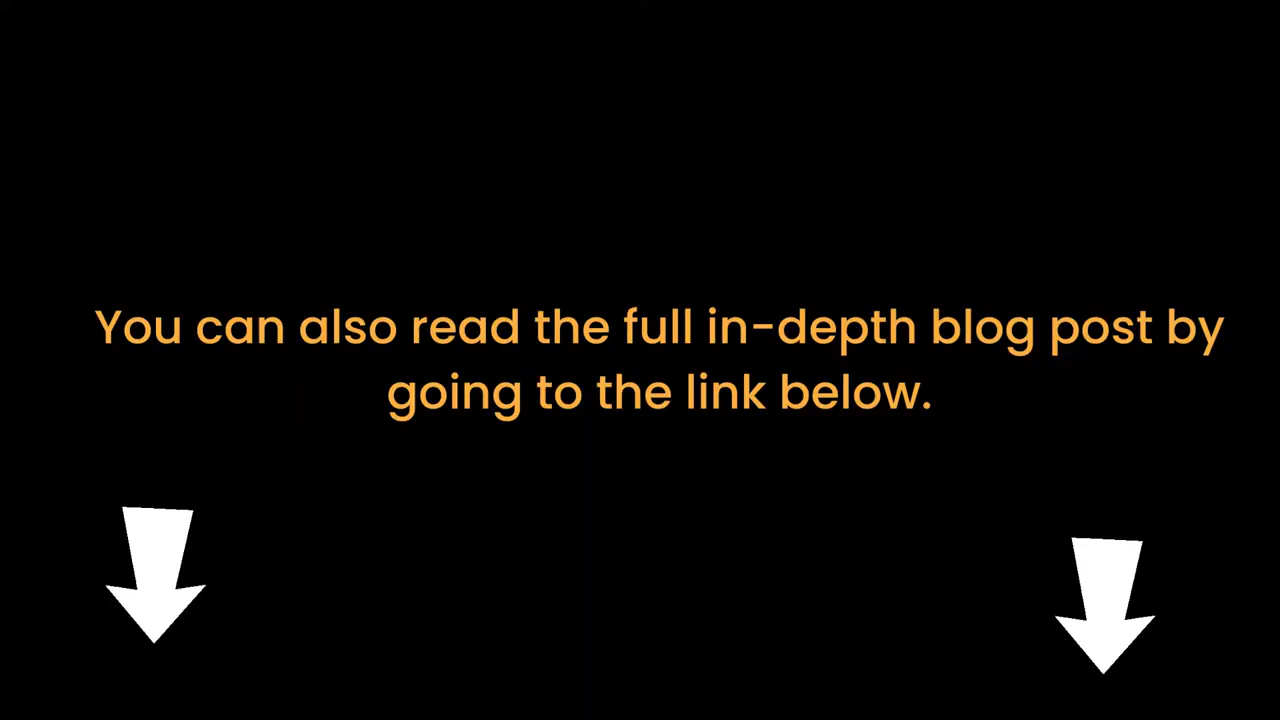 You can also read the full in-depth blog post by
going to the link below.